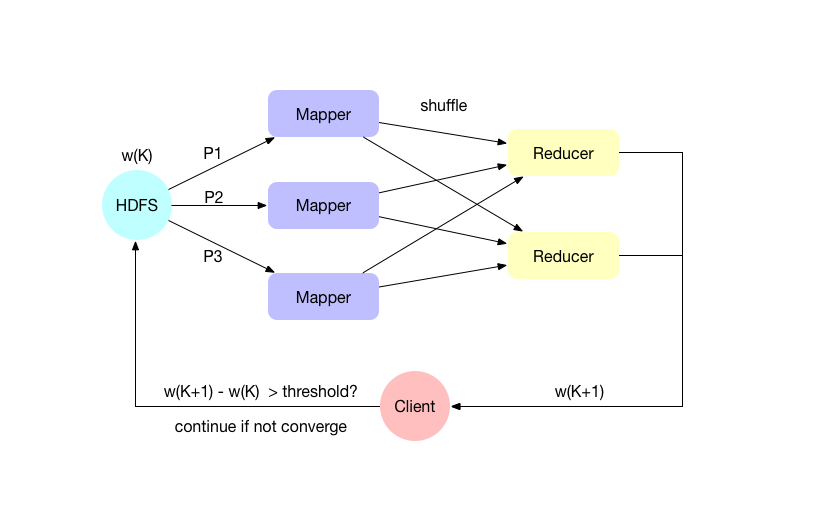 Mapper
shuffle
w(K)
P1
Reducer
HDFS
P2
Mapper
P3
Reducer
Mapper
w(K+1) - w(K)  > threshold?
continue if not converge
Client
w(K+1)